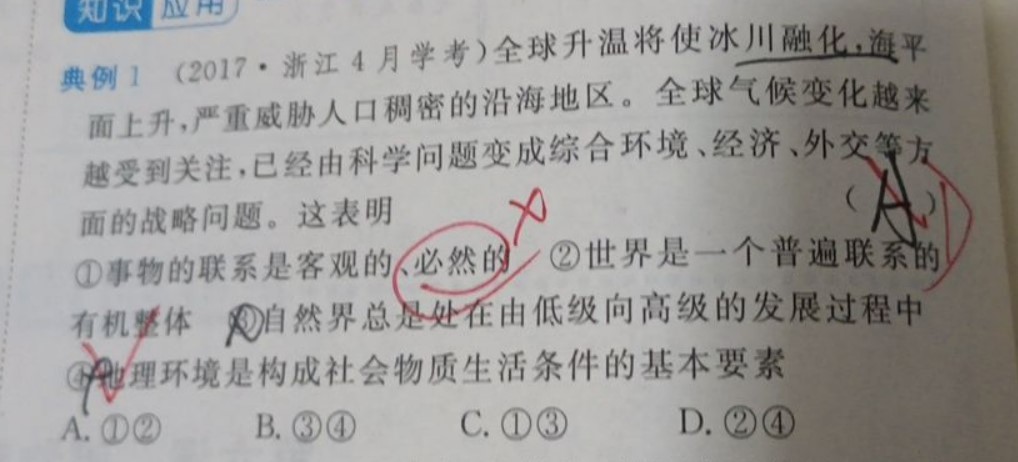 知识 应用
典例1 (2017·浙江4月学考)全球升温将使冰川融化,海平
面上升,严重威胁人口稠密的沿海地区。全球气候变化越来
越受到关注,已经由科学问题变成综合环境、经济、外交等方
面的战略问题。这表明 ( A )
①事物的联系是客观的、必然的 ②世界是一个普遍联系的
有机整体 ③自然界总是处在由低级向高级的发展过程中
④地理环境是构成社会物质生活条件的基本要素
A. ①② B. ③④ C. ①③ D. ②④